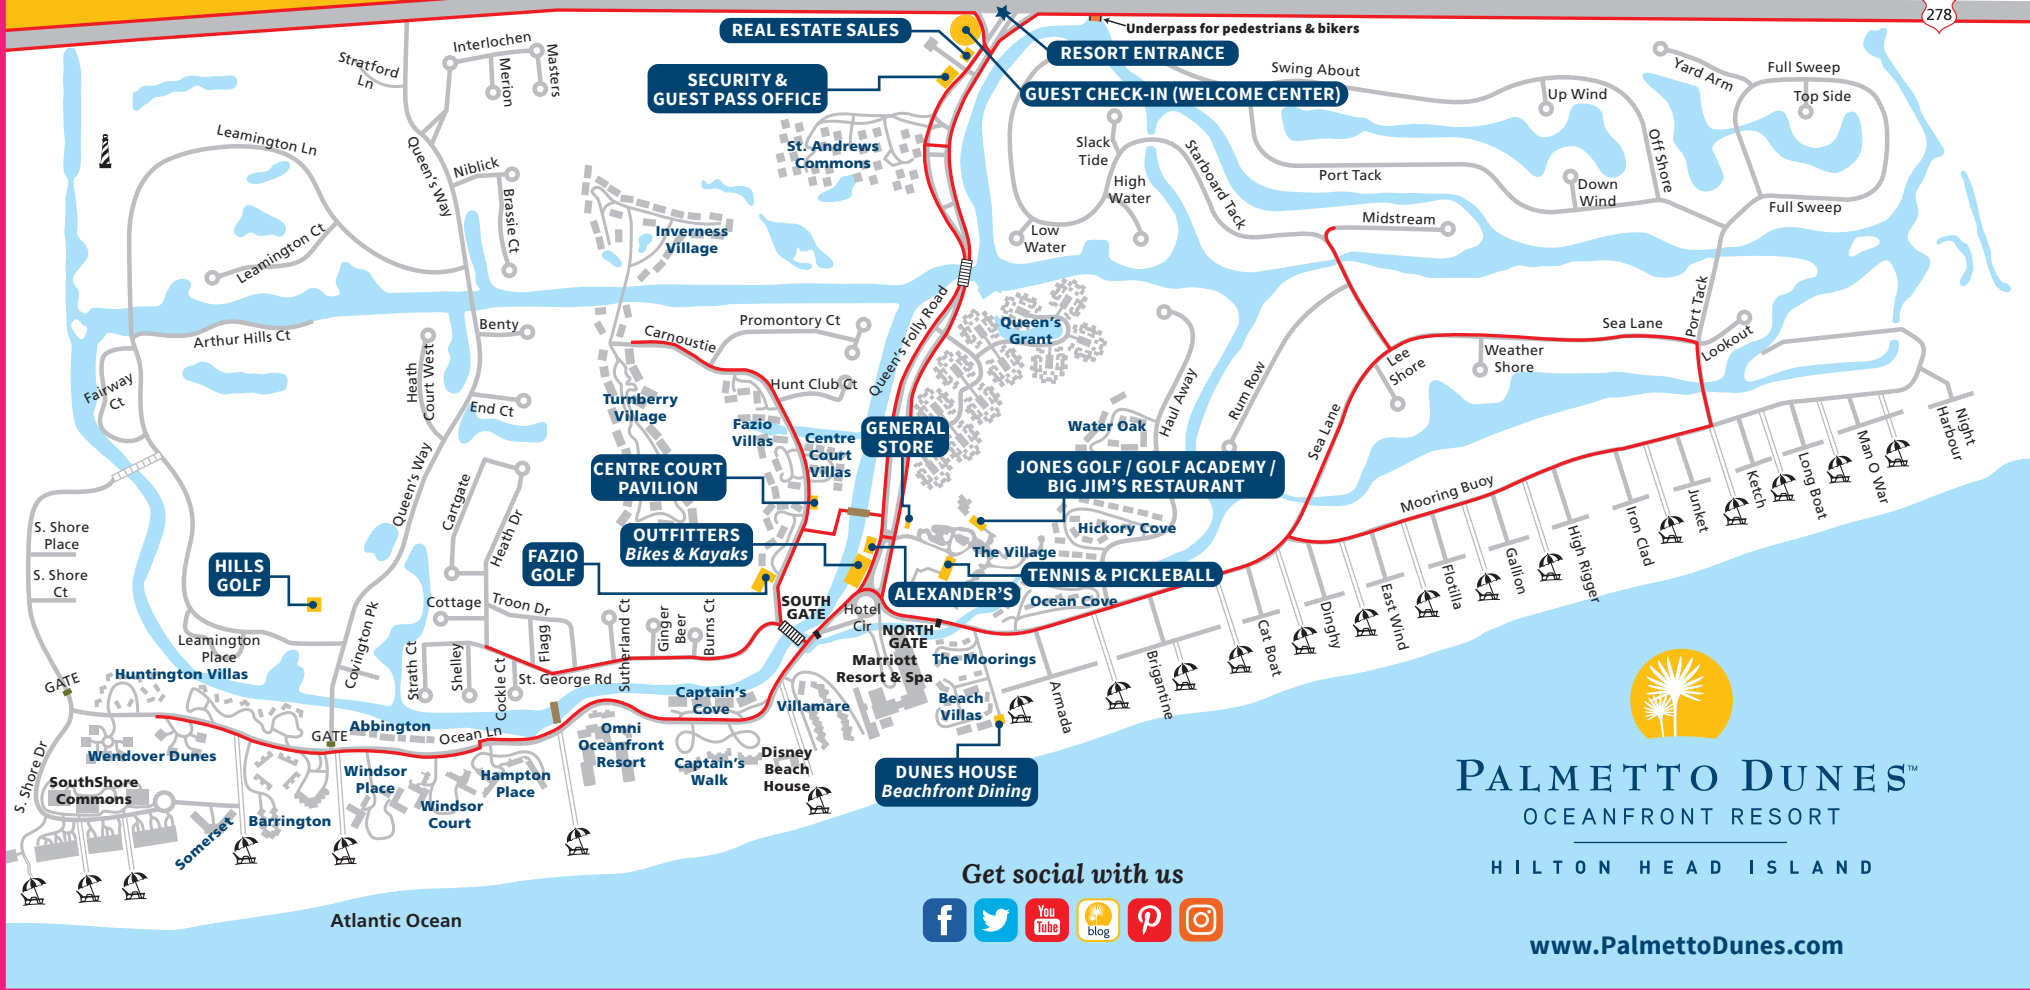 278
REAL ESTATE SALES
Underpass for pedestrians & bikers
RESORT ENTRANCE
SECURITY &
GUEST PASS OFFICE
GUEST CHECK-IN (WELCOME CENTER)
Stratford
Ln
Interlochen
Merion
Masters
Swing About
Up Wind
Yard Arm
Full Sweep
Top Side
Leamington Ln
Queen's Way
Niblick
Brassie Ct
St. Andrews
Commons
Slack
Tide
High
Water
Starboard Tack
Port Tack
Down
Wind
Off Shore
Full Sweep
Leamington Ct
Inverness
Village
Low
Water
Midstream
Arthur Hills Ct
Benty
Carnoustie
Promontory Ct
Queen's Folly Road
Queen's
Grant
Sea Lane
Port Tack
Lookout
Fairway
Ct
Heath
Court West
End Ct
Hunt Club Ct
Turnberry
Village
Fazio
Villas
Centre
Court
Villas
GENERAL
STORE
Water Oak
Haul Away
Rum Row
Lee
Shore
Weather
Shore
Sea Lane
Night
Harbour
Man O War
Long Boat
Ketch
Junket
Iron Clad
High Rigger
Gallion
Flotilla
East Wind
Dinghy
Cat Boat
Brigantine
Armada
Mooring Buoy
Queen's Way
Cartgate
Heath Dr
CENTRE COURT
PAVILION
JONES GOLF / GOLF ACADEMY /
BIG JIM'S RESTAURANT
Hickory Cove
The Village
OUTFITTERS
Bikes & Kayaks
FAZIO
GOLF
HILLS
GOLF
TENNIS & PICKLEBALL
ALEXANDER'S
Ocean Cove
S. Shore
Place
S. Shore
Ct
Cottage
Troon Dr
Flagg
Sutherland Ct
Ginger
Beer
Burns Ct
SOUTH
GATE
Hotel
Cir
NORTH
GATE
Marriott
Resort & Spa
The Moorings
Leamington
Place
Covington Pk
Strath Ct
Shelley
Cockle Ct
St. George Rd
GATE
Huntington Villas
Captain's
Cove
Villamare
Beach
Villas
Wendover Dunes
GATE
Abbington
Ocean Ln
Omni
Oceanfront
Resort
Captain's
Walk
Disney
Beach
House
S. Shore Dr
SouthShore
Commons
Windsor
Place
Hampton
Place
Windsor
Court
Barrington
Somerset
DUNES HOUSE
Beachfront Dining
PALMETTO DUNES™
OCEANFRONT RESORT
HILTON HEAD ISLAND
Get social with us
f
You
Tube
blog
Atlantic Ocean
www.PalmettoDunes.com